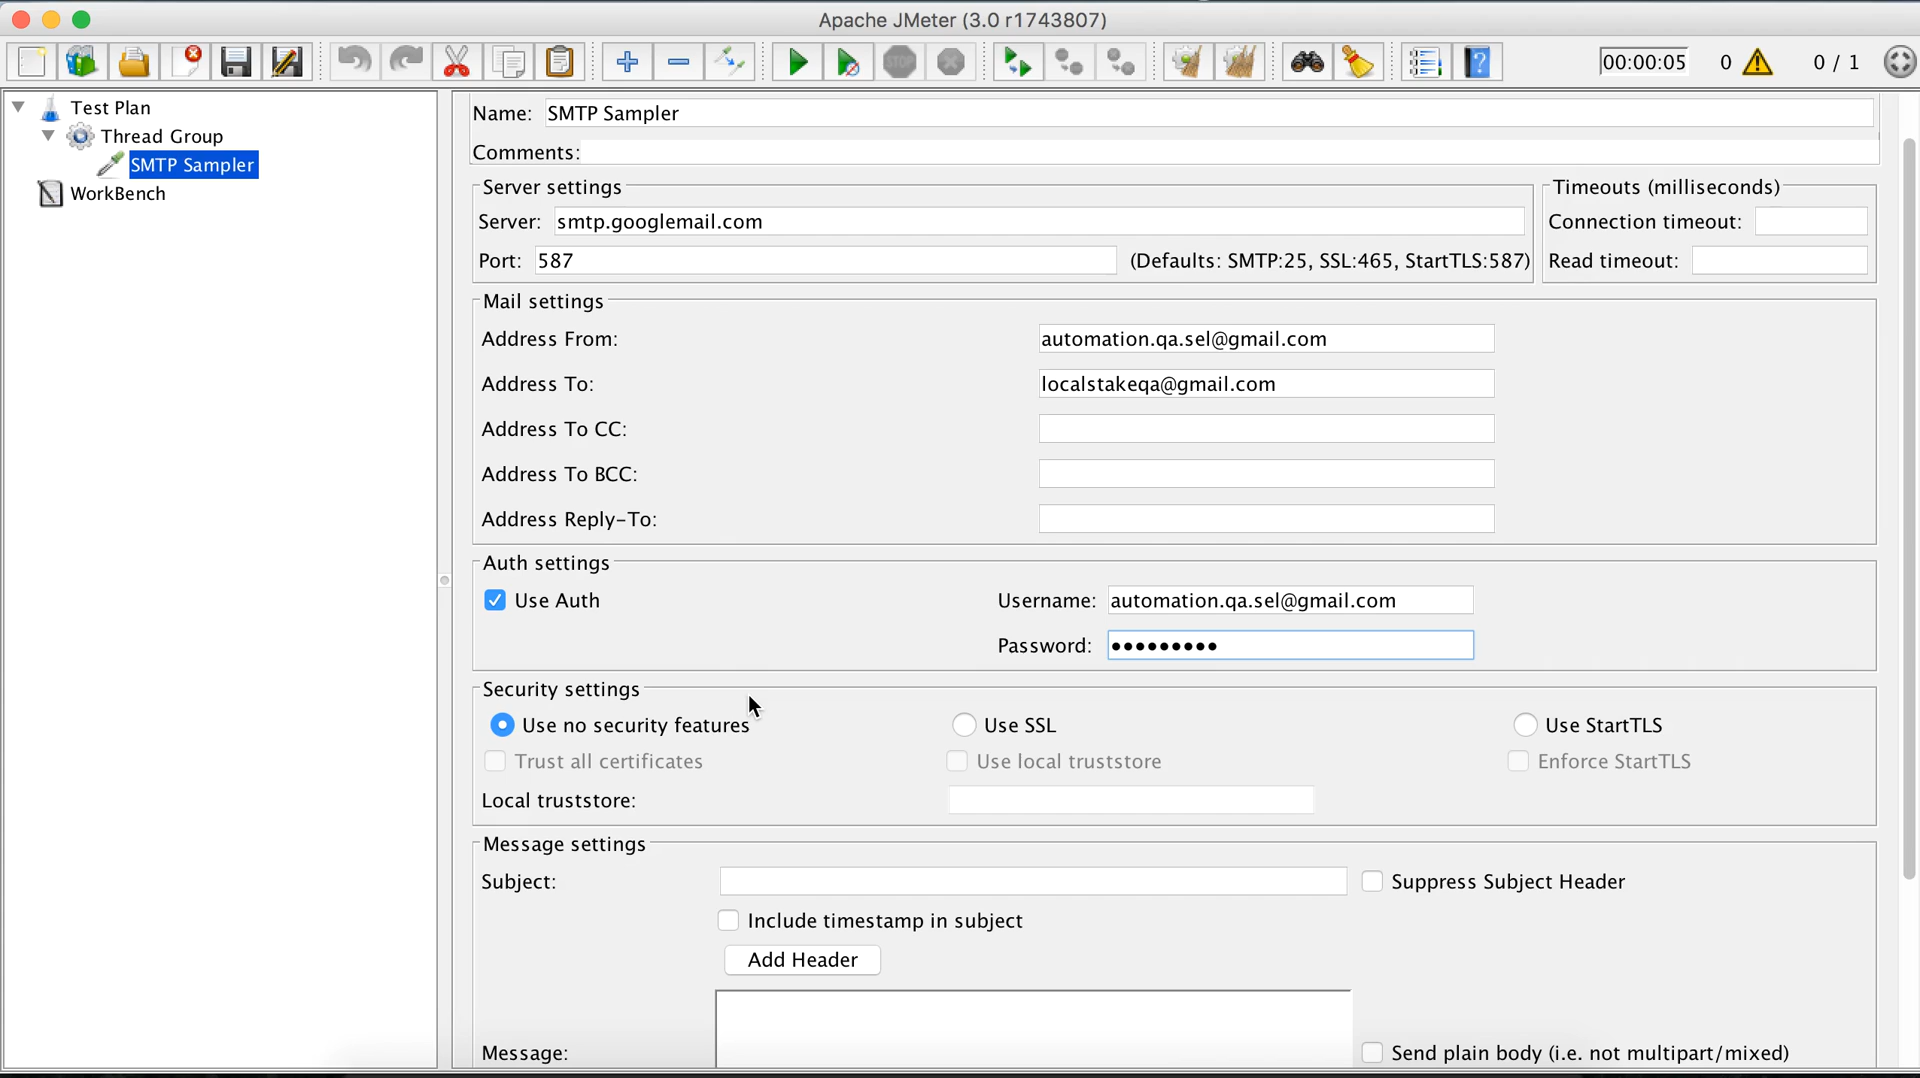 Apache JMeter (3.0 r1743807)
STOP
00:00:05 0 0 / 1
Test Plan
Thread Group
SMTP Sampler
WorkBench
Name: SMTP Sampler
Comments:
Server settings
Server: smtp.googlemail.com
Port: 587 (Defaults: SMTP:25, SSL:465, StartTLS:587)
Timeouts (milliseconds)
Connection timeout:
Read timeout:
Mail settings
Address From: automation.qa.sel@gmail.com
Address To: localstakeqa@gmail.com
Address To CC:
Address To BCC:
Address Reply-To:
Auth settings
Use Auth Username: automation.qa.sel@gmail.com
Password: •••••••••
Security settings
Use no security features Use SSL Use StartTLS
Trust all certificates Use local truststore Enforce StartTLS
Local truststore:
Message settings
Subject: Suppress Subject Header
Include timestamp in subject
Add Header
Message: Send plain body (i.e. not multipart/mixed)